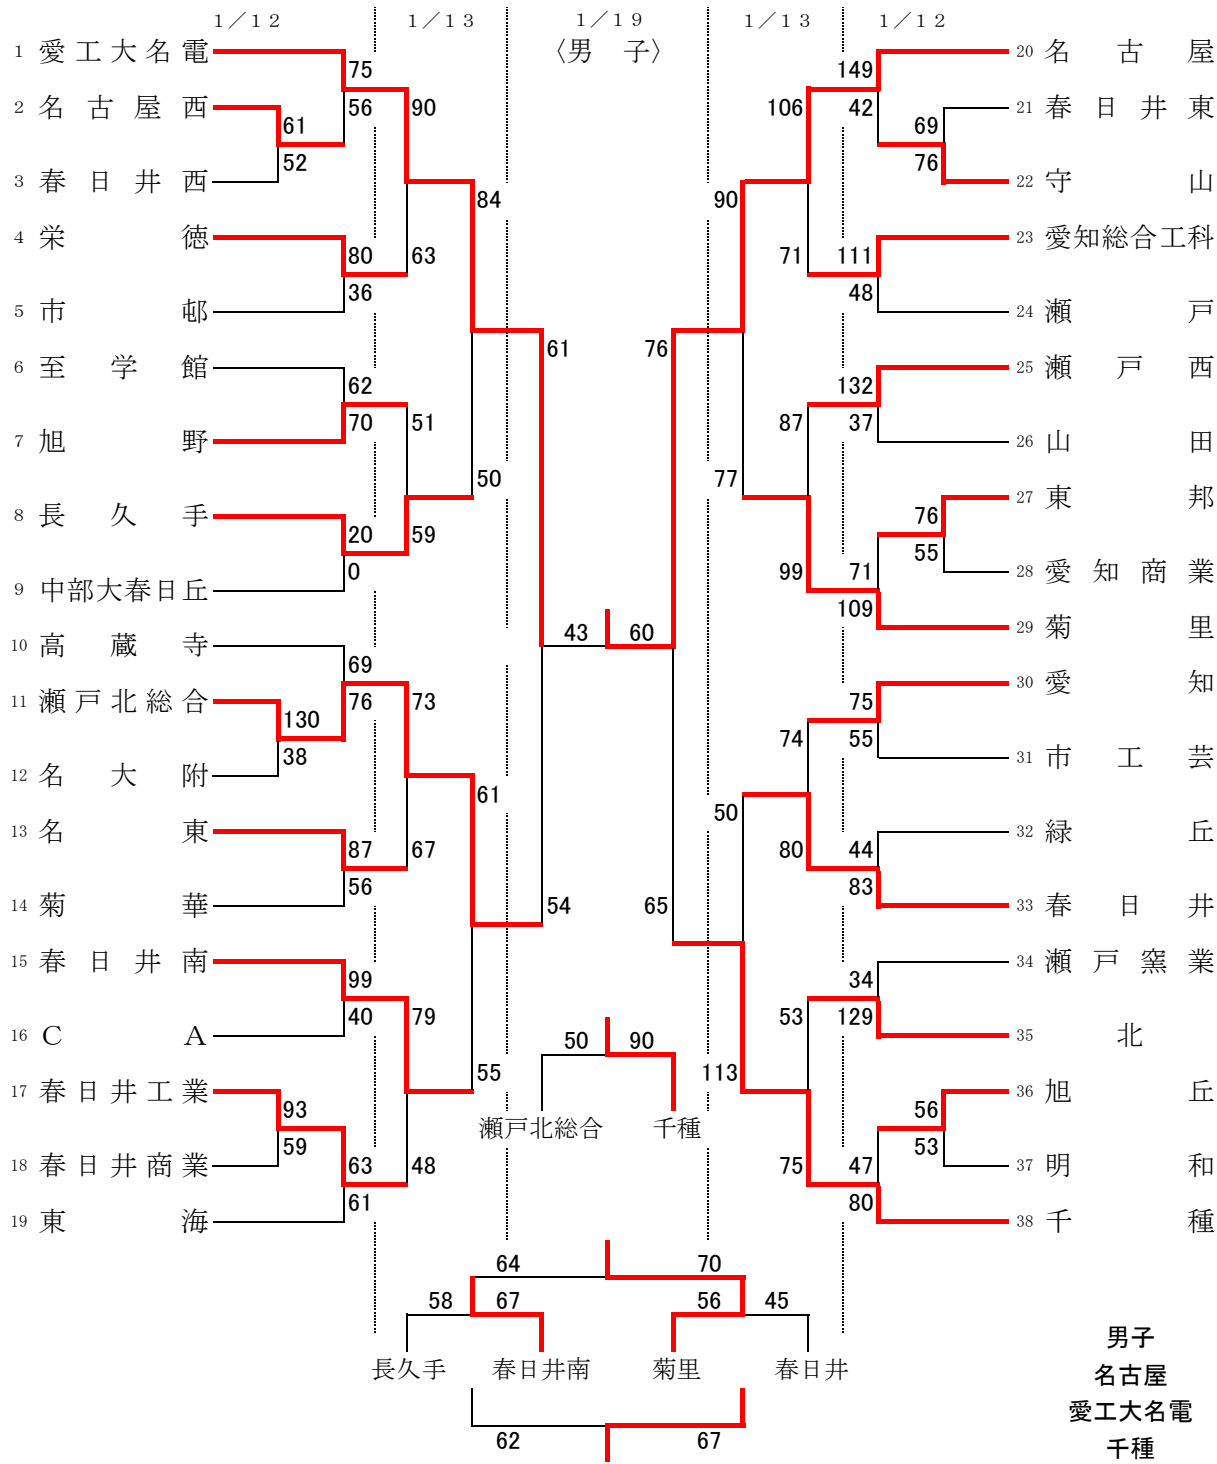 1／12
1／13
1／19
1／13
1／12
〈男　子〉
1 愛工大名電
2 名古屋西
3 春日井西
4 栄徳
5 市邨
6 至学館
7 旭野
8 長久手
9 中部大春日丘
10 高蔵寺
11 瀬戸北総合
12 名大附
13 名東
14 菊華
15 春日井南
16 ＣＡ
17 春日井工業
18 春日井商業
19 東海
75
56
61
52
80
36
62
70
20
0
69
76
130
38
87
56
99
40
93
59
63
61
90
63
51
59
73
67
79
48
84
50
61
55
61
54
43 60
76
65
90
77
50
113
106
71
87
99
74
80
53
75
149
42
69
76
111
48
132
37
76
55
71
109
75
55
44
83
34
129
56
53
47
80
20 名古屋
21 春日井東
22 守山
23 愛知総合工科
24 瀬戸
25 瀬戸西
26 山田
27 東邦
28 愛知商業
29 菊里
30 愛知
31 市工芸
32 緑丘
33 春日井
34 瀬戸窯業
35 北
36 旭丘
37 明和
38 千種
50 90
瀬戸北総合 千種
64 70
58 67 56 45
長久手 春日井南 菊里 春日井
62 67
男子
名古屋
愛工大名電
千種